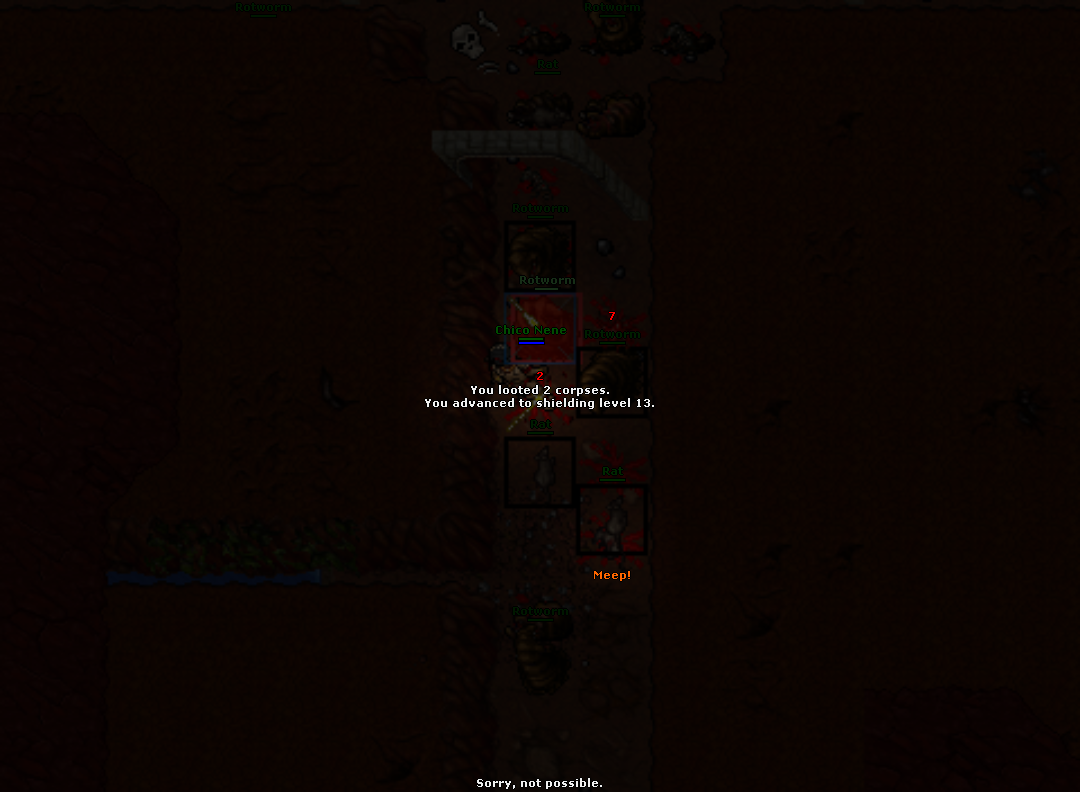 Rotworm
Rotworm
Rat
Rotworm
Rotworm
7
Chico Nene
Rotworm
2
You looted 2 corpses.
You advanced to shielding level 13.
Rat
Rat
Meep!
Rotworm
Sorry, not possible.